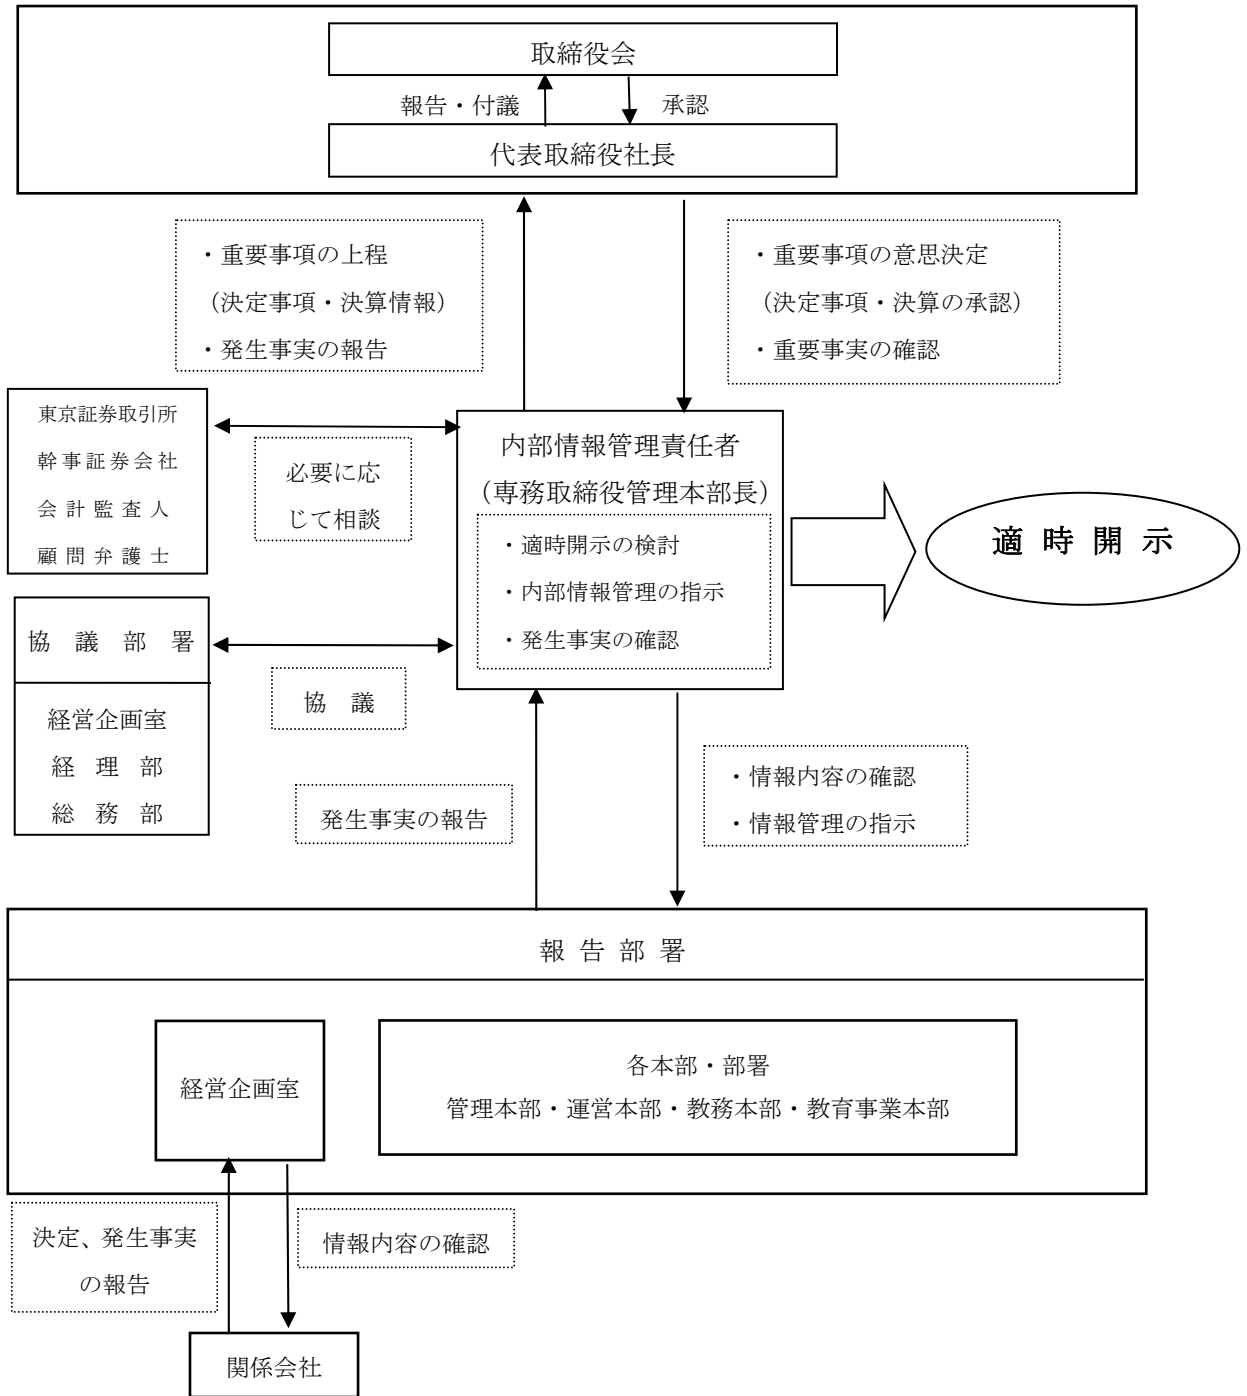 取締役会
報告・付議
承認
代表取締役社長
・重要事項の上程
（決定事項・決算情報）
・発生事実の報告
・重要事項の意思決定
（決定事項・決算の承認）
・重要事実の確認
東京証券取引所
幹事証券会社
会計監査人
顧問弁護士
必要に応
じて相談
内部情報管理責任者
（専務取締役管理本部長）
・適時開示の検討
・内部情報管理の指示
・発生事実の確認
適時開示
協議部署
経営企画室
経理部
総務部
協議
発生事実の報告
・情報内容の確認
・情報管理の指示
報告部署
経営企画室
各本部・部署
管理本部・運営本部・教務本部・教育事業本部
決定、発生事実
の報告
情報内容の確認
関係会社